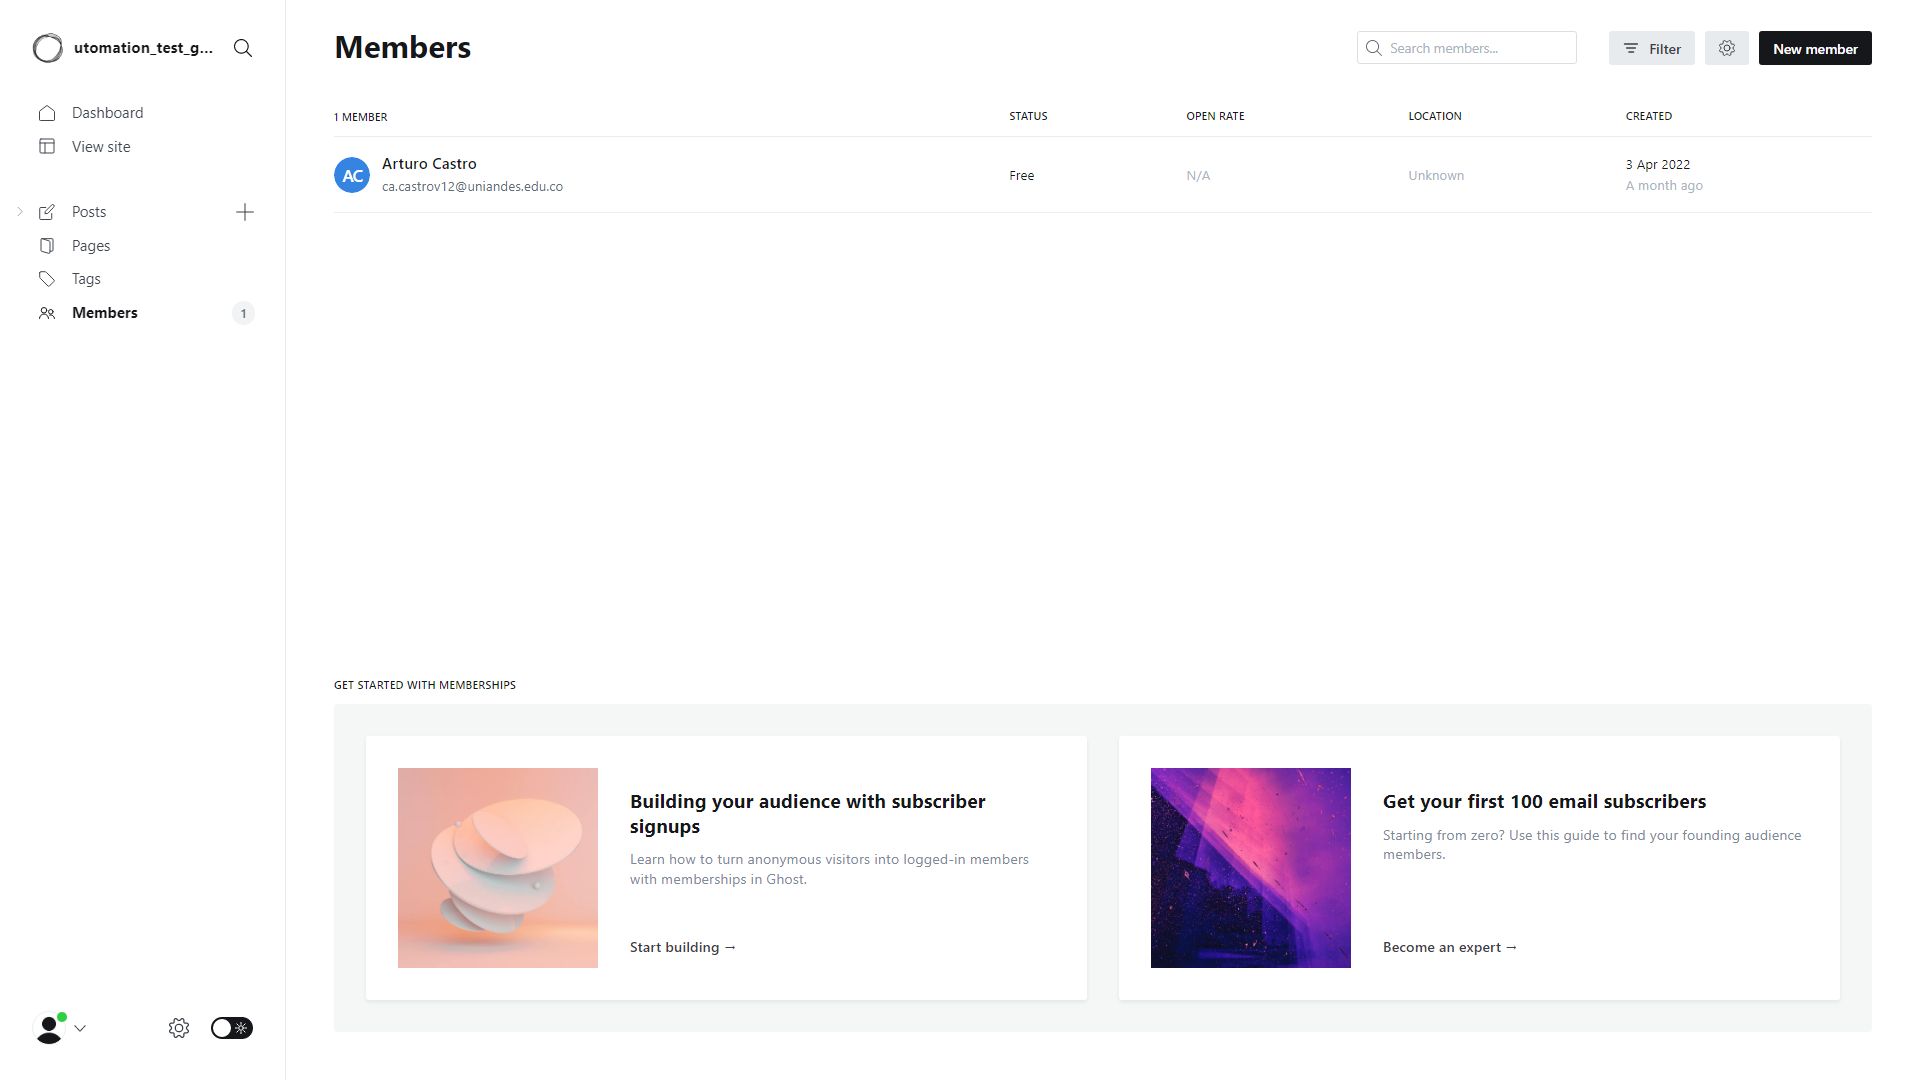 utomation_test_g...
Dashboard
View site
Posts
Pages
Tags
Members
1
Members
Search members...
Filter
New member
1 MEMBER
STATUS
OPEN RATE
LOCATION
CREATED
AC
Arturo Castro
ca.castrov12@uniandes.edu.co
Free
N/A
Unknown
3 Apr 2022
A month ago
GET STARTED WITH MEMBERSHIPS
Building your audience with subscriber
signups
Learn how to turn anonymous visitors into logged-in members
with memberships in Ghost.
Start building →
Get your first 100 email subscribers
Starting from zero? Use this guide to find your founding audience
members.
Become an expert →